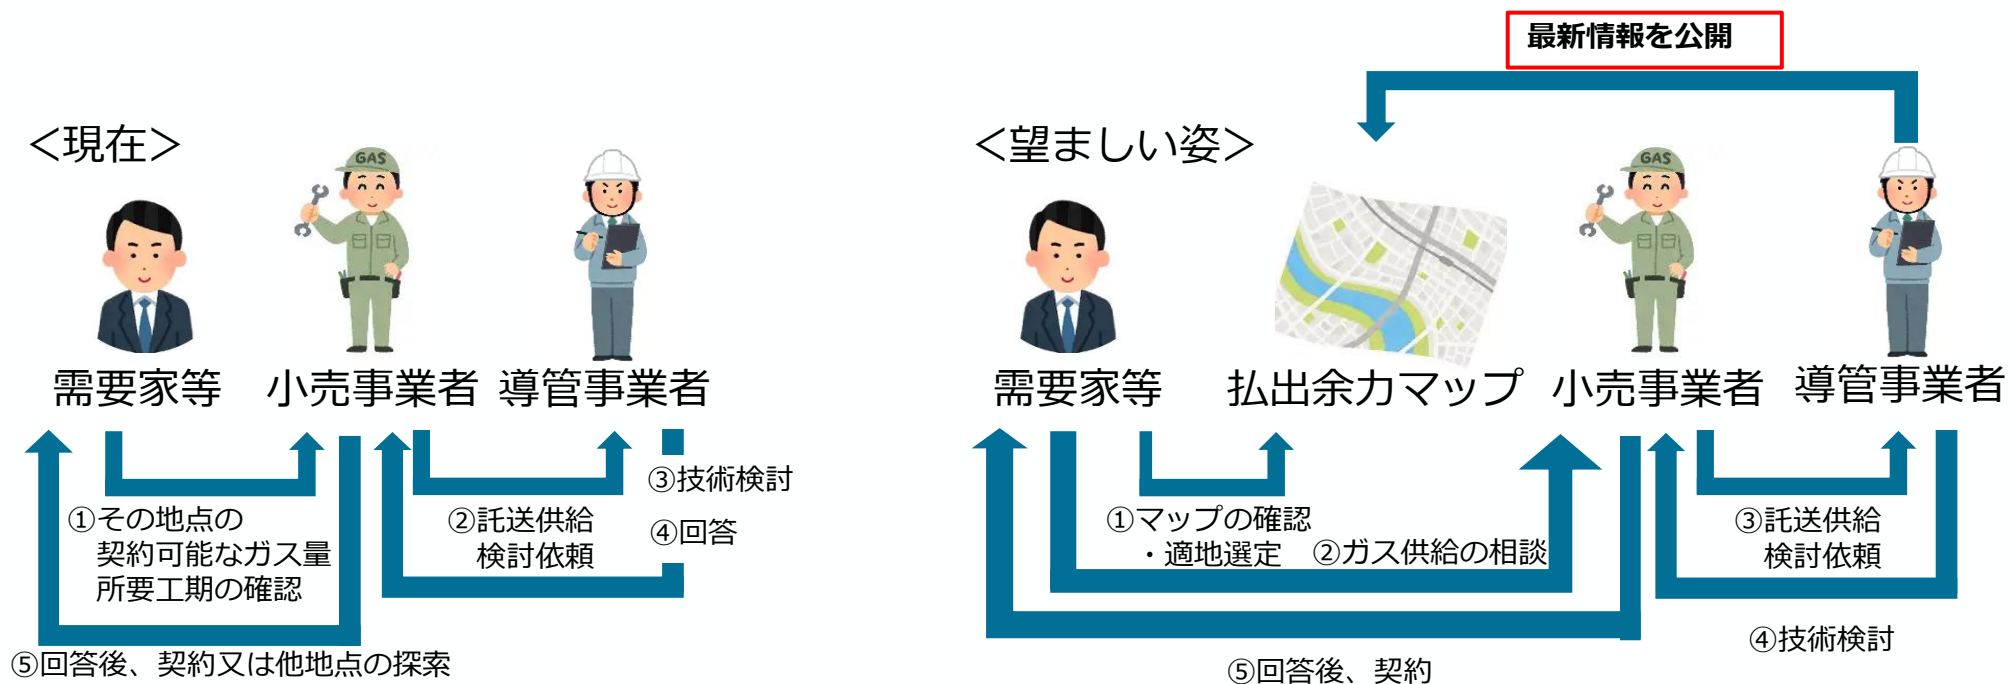 ＜現在＞
GAS
需要家等
小売事業者
導管事業者
①その地点の
契約可能なガス量
所要工期の確認
②託送供給
検討依頼
③技術検討
④回答
⑤回答後、契約又は他地点の探索
最新情報を公開
＜望ましい姿＞
GAS
需要家等
払出余力マップ
小売事業者
導管事業者
①マップの確認
・適地選定
②ガス供給の相談
③託送供給
検討依頼
④技術検討
⑤回答後、契約